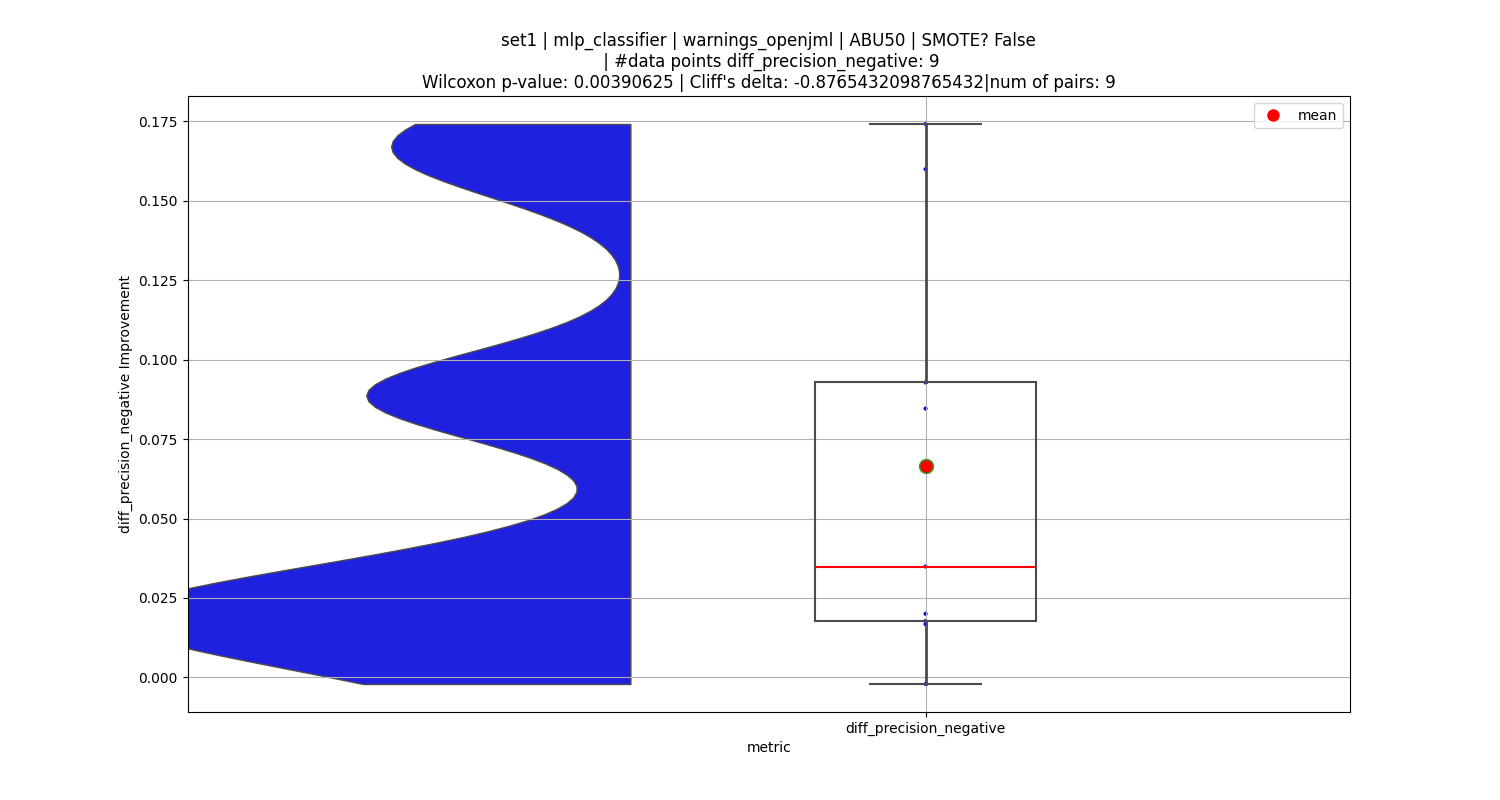 set1 | mlp_classifier | warnings_openjml | ABU50 | SMOTE? False
| #data points diff_precision_negative: 9
Wilcoxon p-value: 0.00390625 | Cliff's delta: -0.8765432098765432|num of pairs: 9
mean
0.175
0.150
0.125
0.100
0.075
0.050
0.025
0.000
diff_precision_negative Improvement
diff_precision_negative
metric